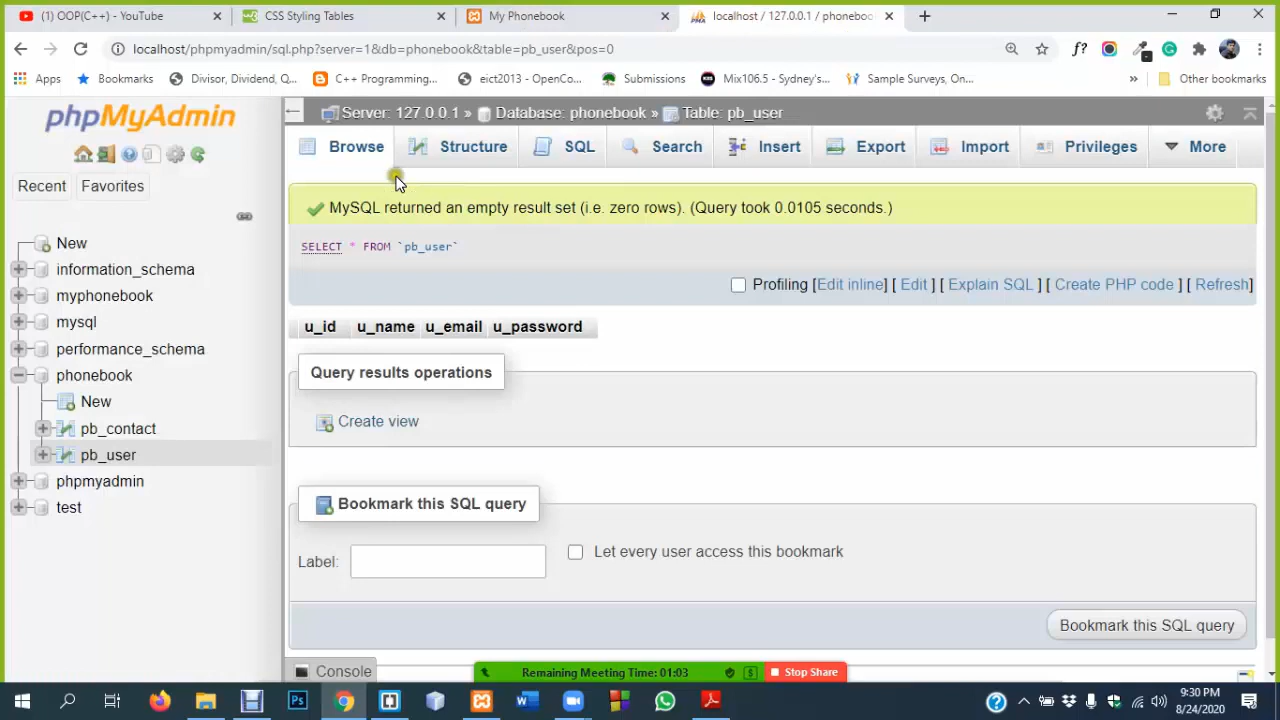 (1) OOP(C++) - YouTube
CSS Styling Tables
My Phonebook
localhost / 127.0.0.1 / phoneboo
localhost/phpmyadmin/sql.php?server=1&db=phonebook&table=pb_user&pos=0
f?
Apps
Bookmarks
Divisor, Dividend, Q...
C++ Programming...
eict2013 - OpenCo...
Submissions
Mix106.5 - Sydney's...
Sample Surveys, On...
»
Other bookmarks
phpMyAdmin
Recent
Favorites
New
information_schema
myphonebook
mysql
performance_schema
phonebook
New
pb_contact
pb_user
phpmyadmin
test
Server: 127.0.0.1 » Database: phonebook » Table: pb_user
Browse
Structure
SQL
Search
Insert
Export
Import
Privileges
More
MySQL returned an empty result set (i.e. zero rows). (Query took 0.0105 seconds.)
SELECT * FROM `pb_user`
Profiling [Edit inline] [ Edit ] [ Explain SQL ] [ Create PHP code ] [ Refresh]
u_id u_name u_email u_password
Query results operations
Create view
Bookmark this SQL query
Label:
Let every user access this bookmark
Bookmark this SQL query
Console
Remaining Meeting Time: 01:03
Stop Share
9:30 PM
8/24/2020